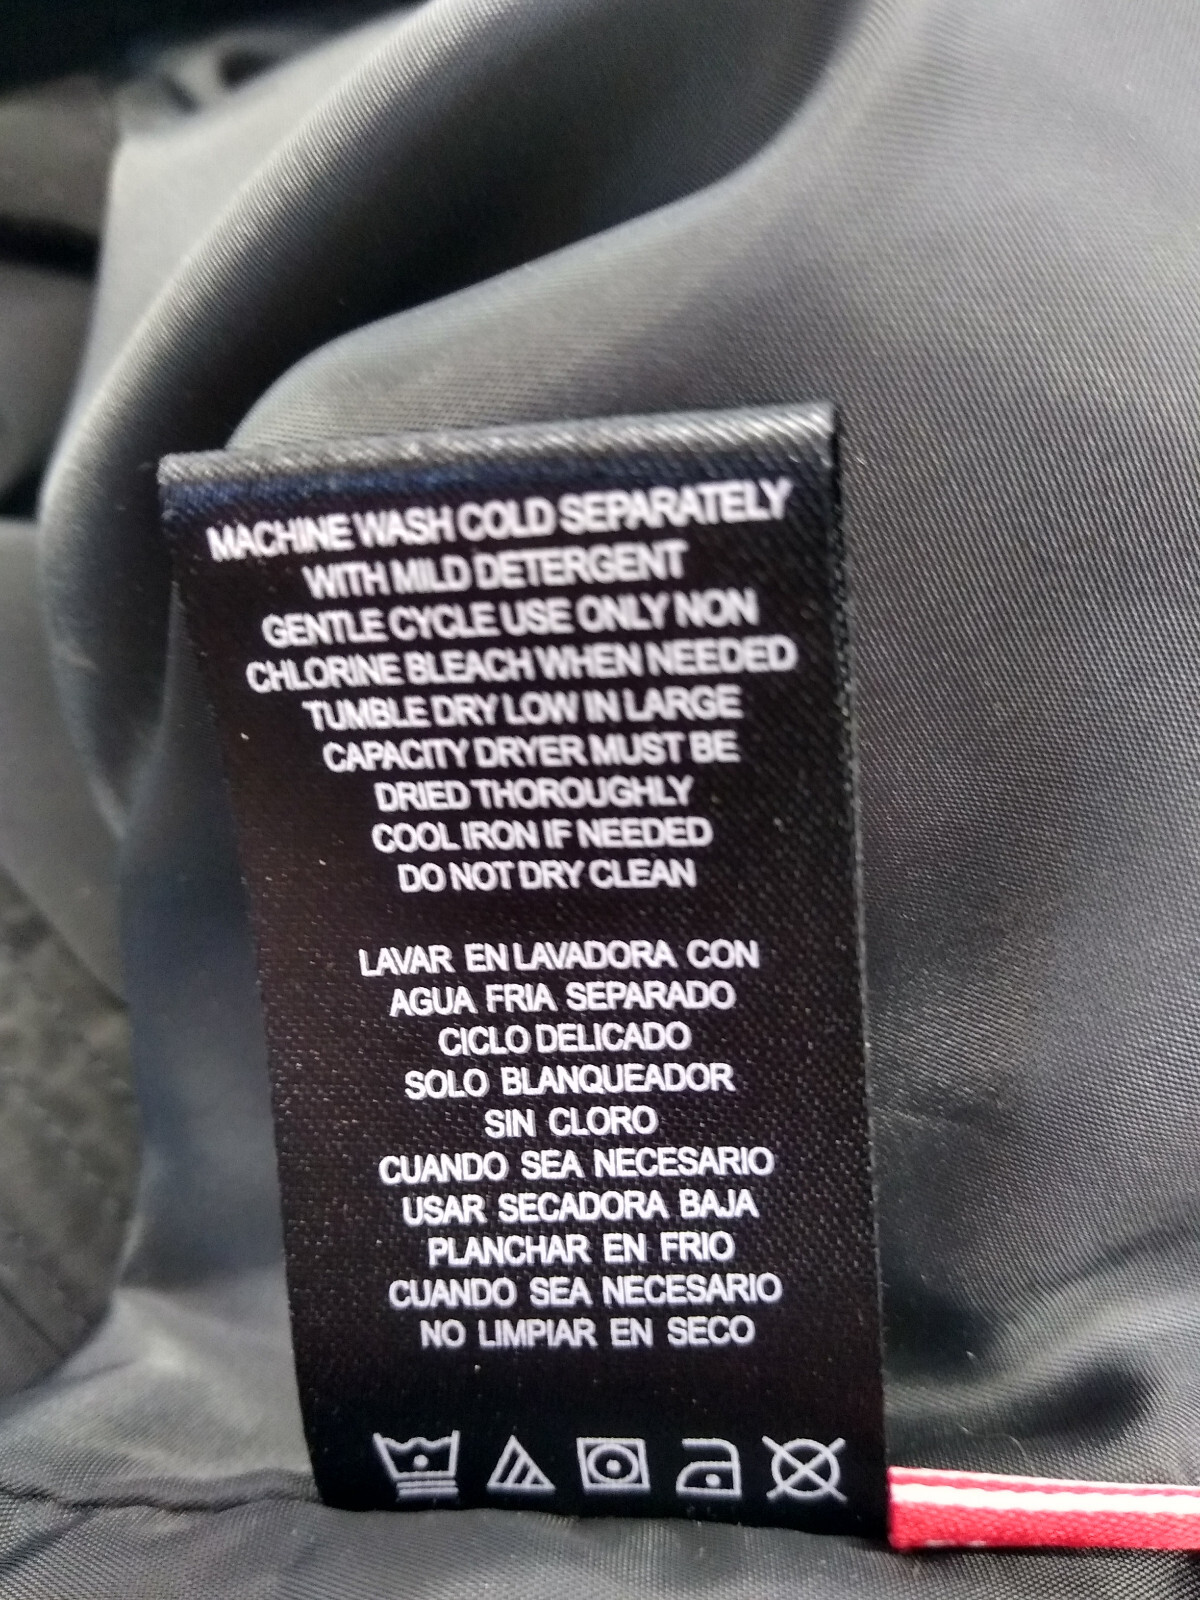 MACHINE WASH COLD SEPARATELY
WITH MILD DETERGENT
GENTLE CYCLE USE ONLY NON
CHLORINE BLEACH WHEN NEEDED
TUMBLE DRY LOW IN LARGE
CAPACITY DRYER MUST BE
DRIED THOROUGHLY
COOL IRON IF NEEDED
DO NOT DRY CLEAN
LAVAR EN LAVADORA CON
AGUA FRIA SEPARADO
CICLO DELICADO
SOLO BLANQUEADOR
SIN CLORO
CUANDO SEA NECESARIO
USAR SECADORA BAJA
PLANCHAR EN FRIO
CUANDO SEA NECESARIO
NO LIMPIAR EN SECO